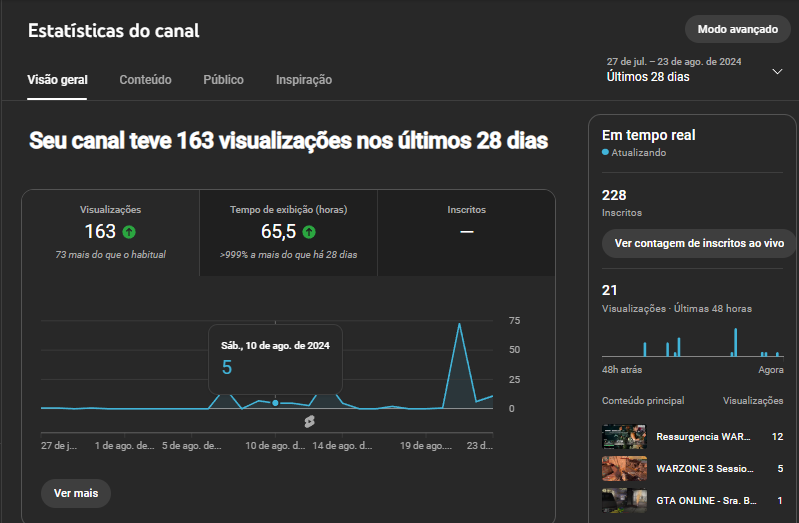 Estatísticas do canal
Modo avançado
Visão geral
Conteúdo
Público
Inspiração
27 de jul. – 23 de ago. de 2024
Últimos 28 dias
Seu canal teve 163 visualizações nos últimos 28 dias
Visualizações
163
73 mais do que o habitual
Tempo de exibição (horas)
65,5
>999% a mais do que há 28 dias
Inscritos
—
75
50
25
0
Sáb., 10 de ago. de 2024
5
27 de j...
1 de ago. de...
5 de ago. de...
10 de ago. d...
14 de ago. de...
19 de ago....
23 d...
Ver mais
Em tempo real
Atualizando
228
Inscritos
Ver contagem de inscritos ao vivo
21
Visualizações · Últimas 48 horas
48h atrás
Agora
Conteúdo principal
Visualizações
Ressurgencia WAR...
12
WARZONE 3 Sessio...
5
GTA ONLINE - Sra. B...
1